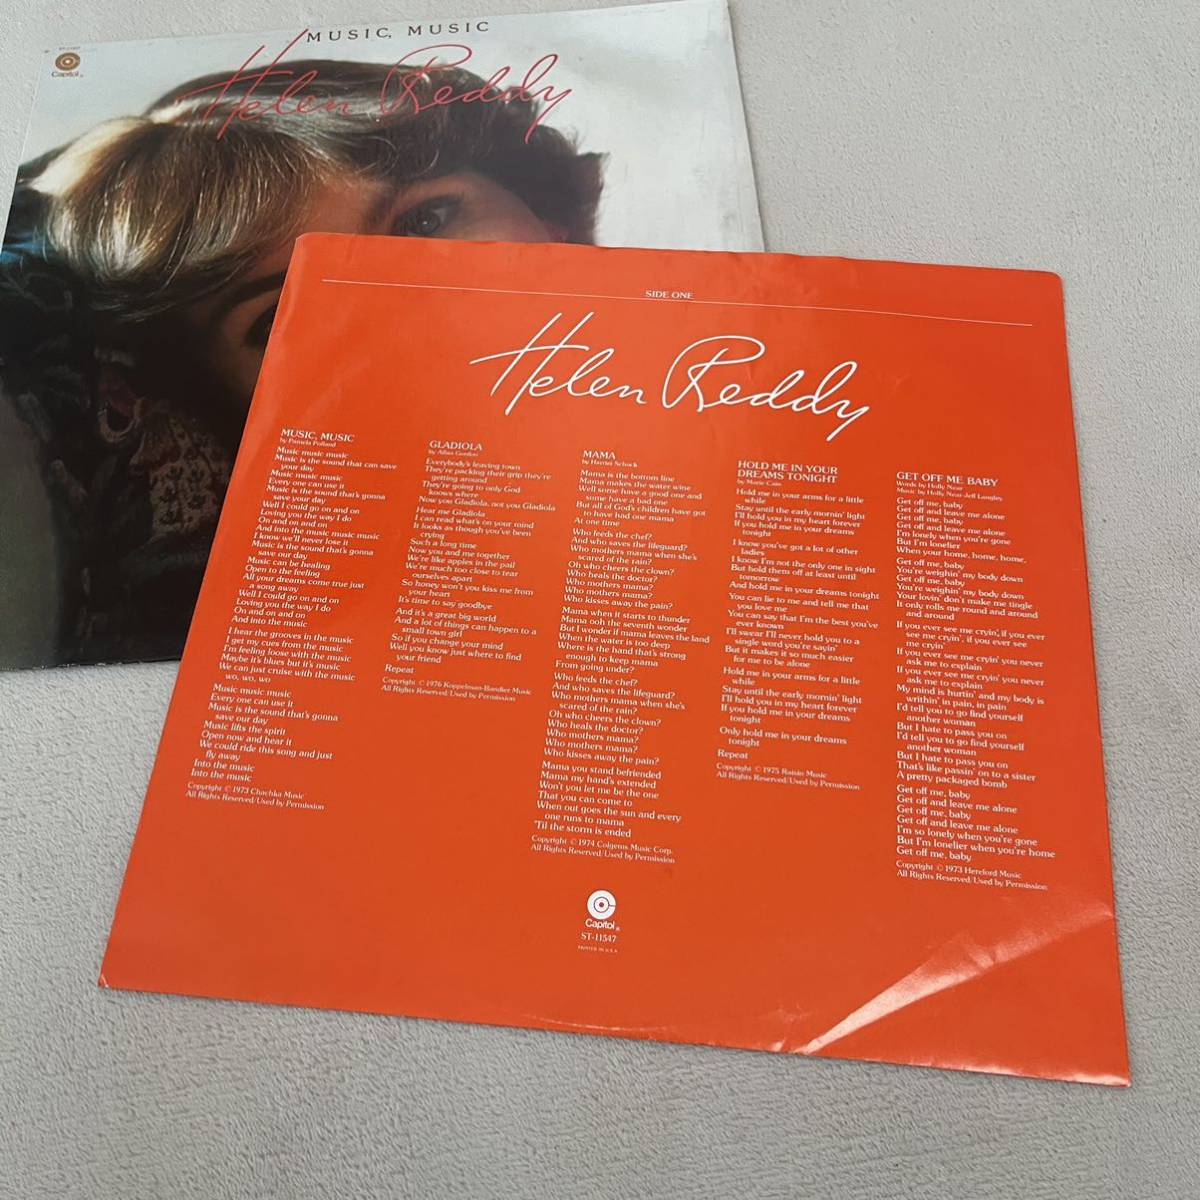 MUSIC, MUSIC
Helen Reddy
Capitol
SIDE ONE
Helen Reddy
MUSIC, MUSIC
by Pamela Polland
Music music music
Music is the sound that can save
your day
Music music music
Every one can use it
Music is the sound that's gonna
save your day
Well I could go on and on
Loving you the way I do
On and on and on
And into the music music music
I know we'll never lose it
Music is the sound that's gonna
save our day
Music can be healing
Open to the feeling
All your dreams come true just
a song away
Well I could go on and on
Loving you the way I do
On and on and on
And into the music
I hear the grooves in the music
I get my cues from the music
I'm feeling loose with the music
Maybe it's blues but it's music
We can just cruise with the music
wo, wo, wo
Music music music
Every one can use it
Music is the sound that's gonna
save our day
Music lifts the spirit
Open now and hear it
We could ride this song and just
fly away
Into the music
Into the music
Copyright © 1973 Chachka Music
All Rights Reserved/Used by Permission
GLADIOLA
by Allan Gordon
Everybody's leaving town
They're packing their grip they're
getting around
They're going to only God
knows where
Now you Gladiola, not you Gladiola
Hear me Gladiola
I can read what's on your mind
It looks as though you've been
crying
Such a long time
Now you and me together
We're like apples in the pail
We're much too close to tear
ourselves apart
So honey won't you kiss me from
your heart
It's time to say goodbye
And it's a great big world
And a lot of things can happen to a
small town girl
So if you change your mind
Well you know just where to find
your friend
Repeat
Copyright © 1976 Koppelman-Bandier Music
All Rights Reserved/Used by Permission
MAMA
by Harriet Schock
Mama is the bottom line
Mama makes the water wine
Well some have a good one and
some have a bad one
But all of God's children have got
to have had one mama
At one time
Who feeds the chef?
And who saves the lifeguard?
Who mothers mama when she's
scared of the rain?
Oh who cheers the clown?
Who heals the doctor?
Who mothers mama?
Who mothers mama?
Who kisses away the pain?
Mama when it starts to thunder
Mama ooh the seventh wonder
But I wonder if mama leaves the land
When the water is too deep
Where is the hand that's strong
enough to keep mama
From going under?
Who feeds the chef?
And who saves the lifeguard?
Who mothers mama when she's
scared of the rain?
Oh who cheers the clown?
Who heals the doctor?
Who mothers mama?
Who mothers mama?
Who kisses away the pain?
Mama you stand befriended
Mama my hand's extended
Won't you let me be the one
That you can come to
When out goes the sun and every
one runs to mama
'Til the storm is ended
Copyright © 1974 Colgems Music Corp.
All Rights Reserved/Used by Permission
HOLD ME IN YOUR
DREAMS TONIGHT
by Marie Cain
Hold me in your arms for a little
while
Stay until the early mornin' light
I'll hold you in my heart forever
If you hold me in your dreams
tonight
I know you've got a lot of other
ladies
I know I'm not the only one in sight
But hold them off at least until
tomorrow
And hold me in your dreams tonight
You can lie to me and tell me that
you love me
You can say that I'm the best you've
ever known
I'll swear I'll never hold you to a
single word you're sayin'
But it makes it so much easier
for me to be alone
Hold me in your arms for a little
while
Stay until the early mornin' light
I'll hold you in my heart forever
If you hold me in your dreams
tonight
Only hold me in your dreams
tonight
Repeat
Copyright © 1975 Raisin Music
All Rights Reserved/Used by Permission
GET OFF ME BABY
Words by Holly Near
Music by Holly Near-Jeff Langley
Get off me, baby
Get off and leave me alone
Get off me, baby
Get off and leave me alone
I'm lonely when you're gone
But I'm lonelier
When your home, home, home.
Get off me, baby
You're weighin' my body down
Get off me, baby
You're weighin' my body down
Your lovin' don't make me tingle
It only rolls me round and around
and around
If you ever see me cryin', if you ever
see me cryin', if you ever see
me cryin'
If you ever see me cryin' you never
ask me to explain
If you ever see me cryin' you never
ask me to explain
My mind is hurtin' and my body is
writhin' in pain, in pain
I'd tell you to go find yourself
another woman
But I hate to pass you on
I'd tell you to go find yourself
another woman
But I hate to pass you on
That's like passin' on to a sister
A pretty packaged bomb
Get off me, baby
Get off and leave me alone
Get off me, baby
Get off and leave me alone
I'm so lonely when you're gone
But I'm lonelier when you're home
Get off me, baby
Copyright © 1973 Hereford Music
All Rights Reserved/Used by Permission
Capitol®
ST-11547
PRINTED IN U.S.A.